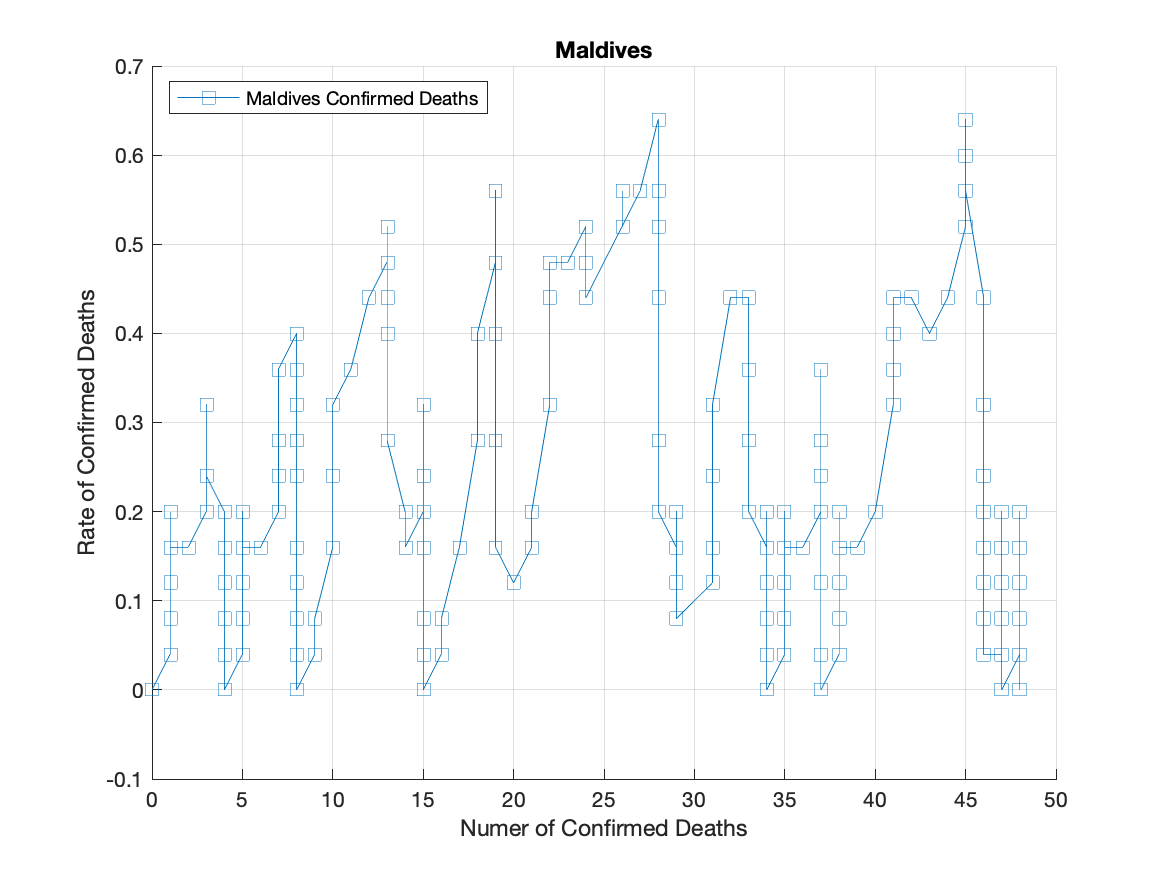 Maldives
Maldives Confirmed Deaths
0.7
0.6
0.5
0.4
0.3
0.2
0.1
0
-0.1
Rate of Confirmed Deaths
0 5 10 15 20 25 30 35 40 45 50
Numer of Confirmed Deaths